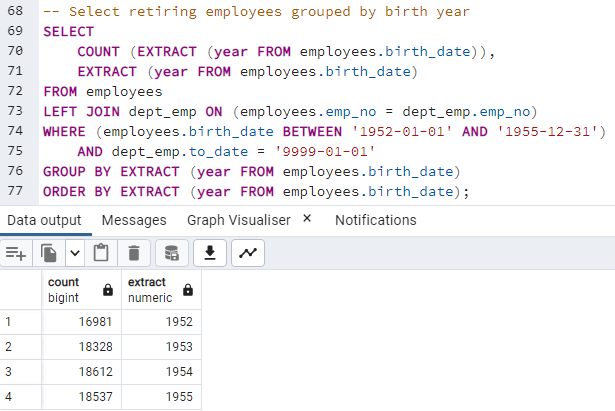 68 -- Select retiring employees grouped by birth year
69 SELECT
70 COUNT (EXTRACT (year FROM employees.birth_date)),
71 EXTRACT (year FROM employees.birth_date)
72 FROM employees
73 LEFT JOIN dept_emp ON (employees.emp_no = dept_emp.emp_no)
74 WHERE (employees.birth_date BETWEEN '1952-01-01' AND '1955-12-31')
75 AND dept_emp.to_date = '9999-01-01'
76 GROUP BY EXTRACT (year FROM employees.birth_date)
77 ORDER BY EXTRACT (year FROM employees.birth_date);
Data output Messages Graph Visualiser × Notifications
count extract
bigint numeric
1 16981 1952
2 18328 1953
3 18612 1954
4 18537 1955